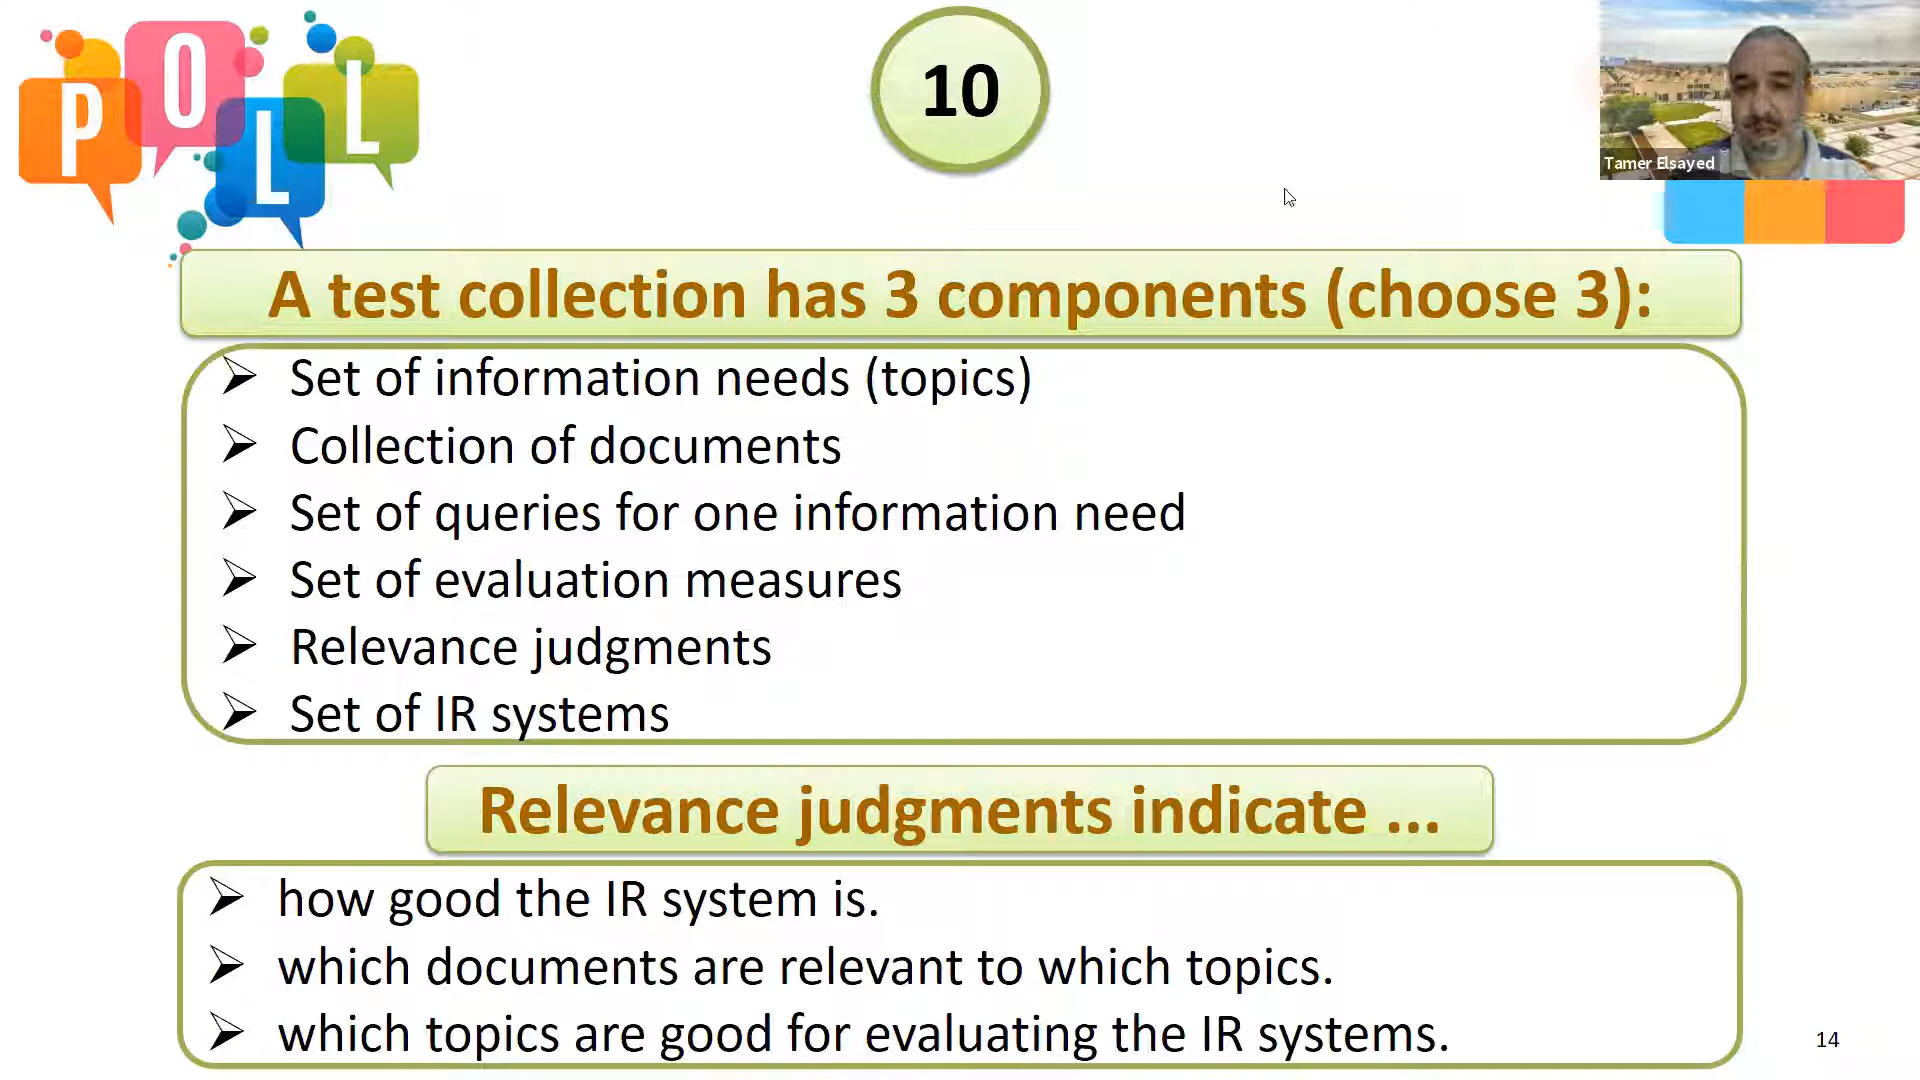 POLL
10
Tamer Elsayed
A test collection has 3 components (choose 3):
Set of information needs (topics)
Collection of documents
Set of queries for one information need
Set of evaluation measures
Relevance judgments
Set of IR systems
Relevance judgments indicate ...
how good the IR system is.
which documents are relevant to which topics.
which topics are good for evaluating the IR systems.
14